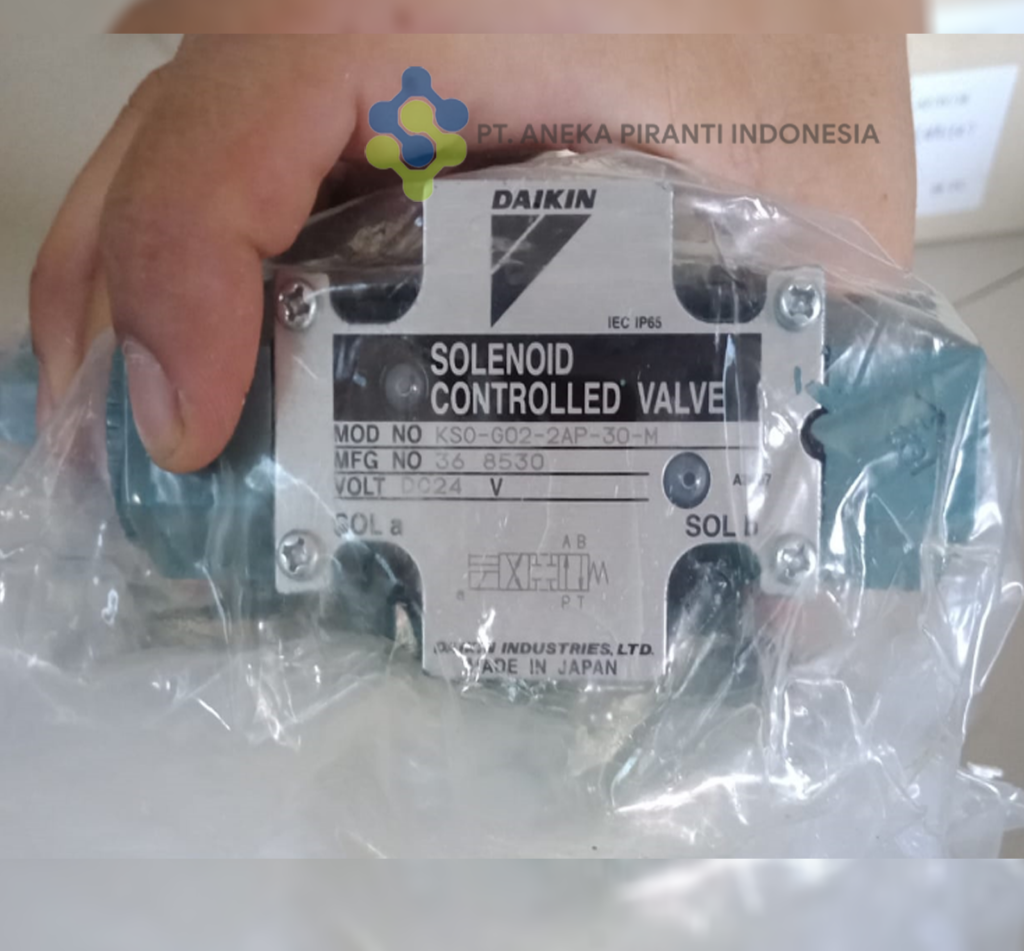 PT. ANEKA PIRANTI INDONESIA
DAIKIN
IEC IP65
SOLENOID
CONTROLLED VALVE
MOD NO KSO-G02-2AP-30-M
MFG NO 36 8530
VOLT DC24 V
SOL a SOL b
A B
a
P T
DAIKIN INDUSTRIES, LTD.
MADE IN JAPAN